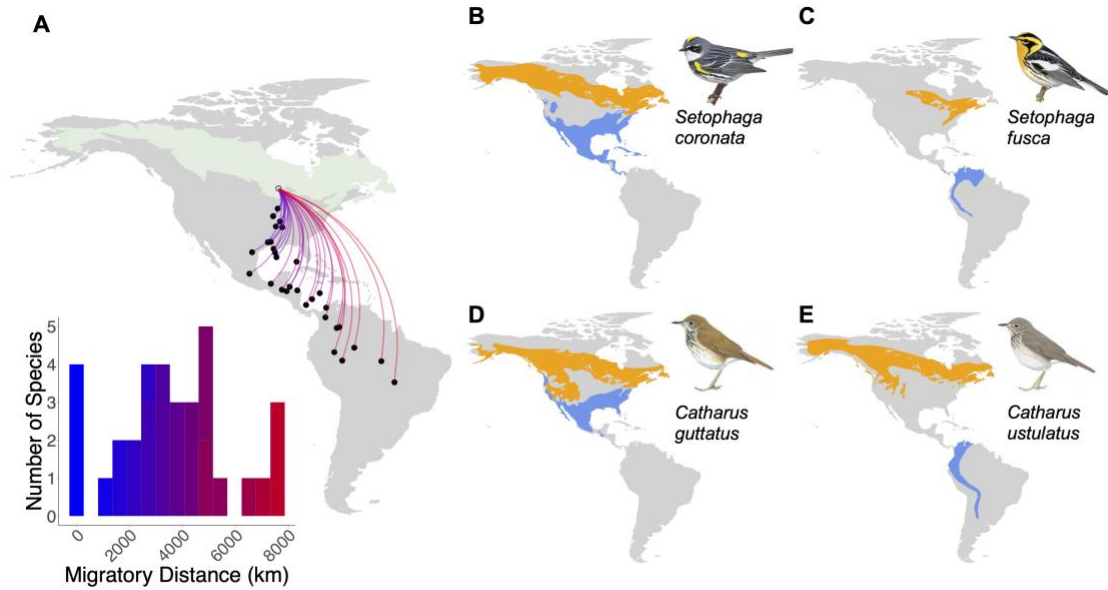 A
5
4
3
2
1
0
Number of Species
0
2000
4000
6000
8000
Migratory Distance (km)
B
Setophaga
coronata
C
Setophaga
fusca
D
Catharus
guttatus
E
Catharus
ustulatus